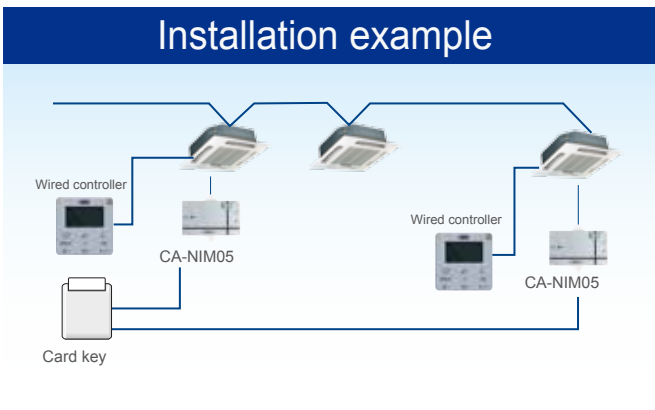 Installation example
Wired controller
CA-NIM05
Wired controller
CA-NIM05
Card key